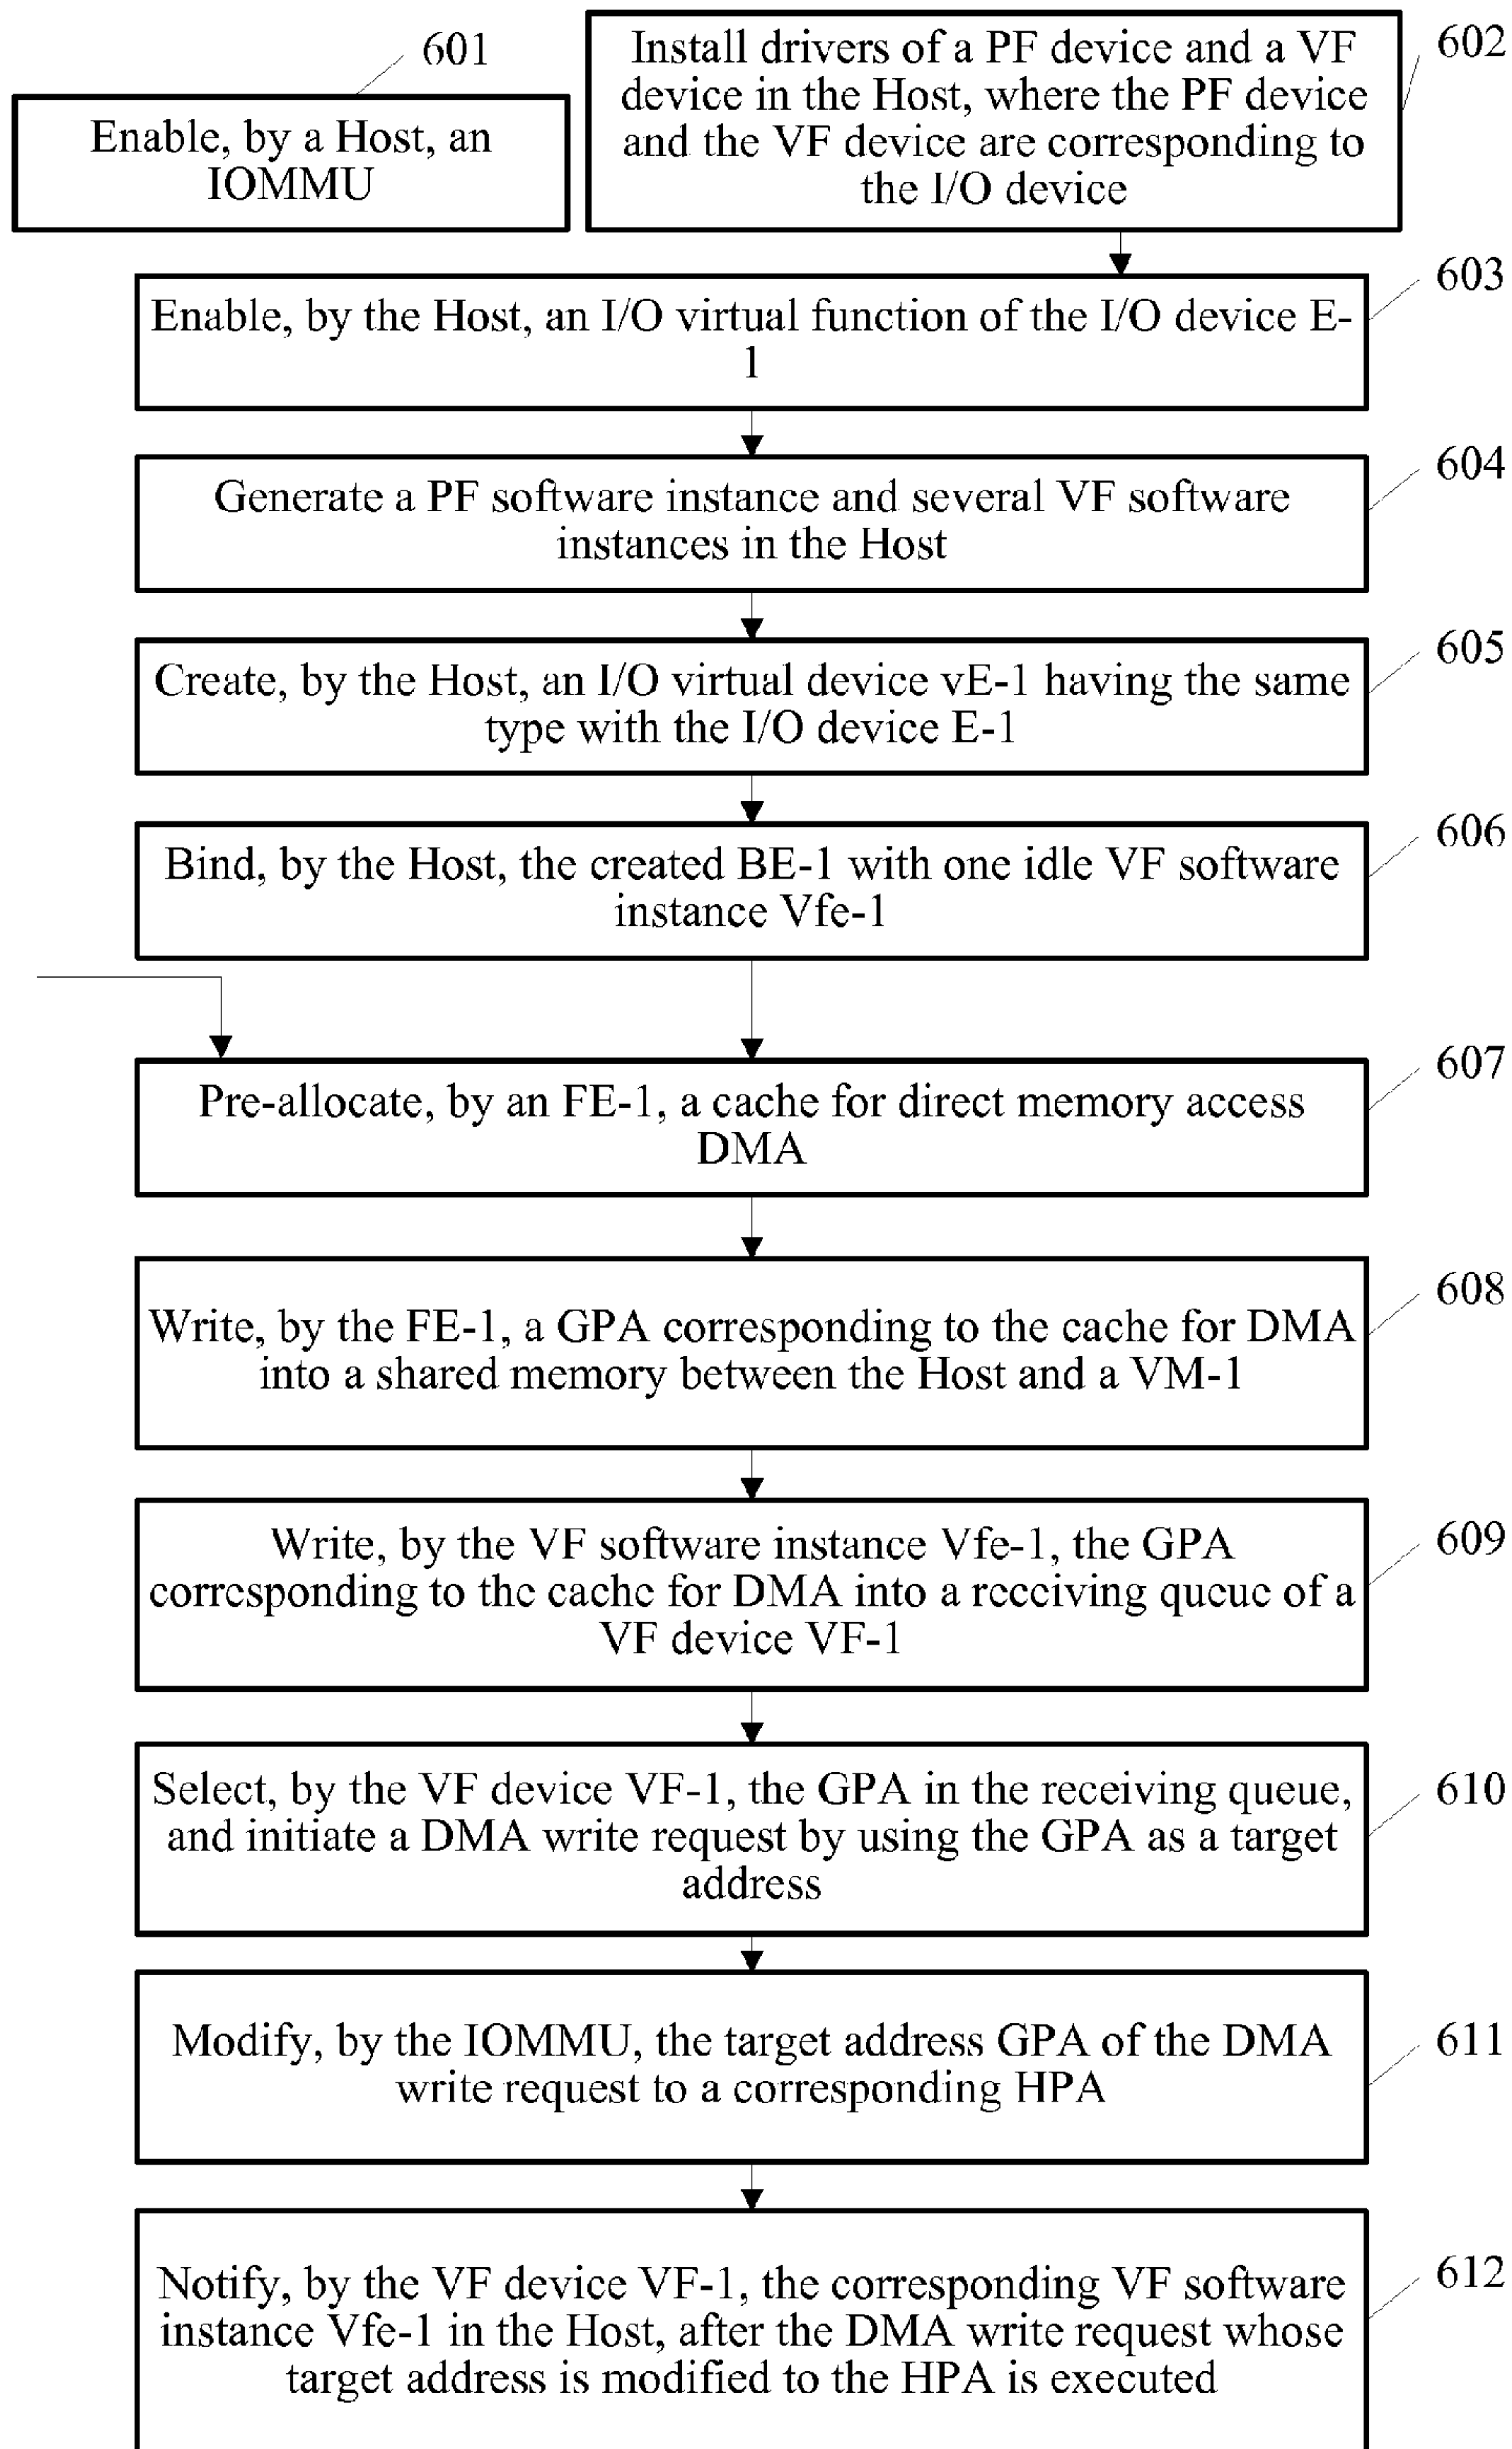 601
Enable, by a Host, an
IOMMU
602
Install drivers of a PF device and a VF
device in the Host, where the PF device
and the VF device are corresponding to
the I/O device
603
Enable, by the Host, an I/O virtual function of the I/O device E-
1
604
Generate a PF software instance and several VF software
instances in the Host
605
Create, by the Host, an I/O virtual device vE-1 having the same
type with the I/O device E-1
606
Bind, by the Host, the created BE-1 with one idle VF software
instance Vfe-1
607
Pre-allocate, by an FE-1, a cache for direct memory access
DMA
608
Write, by the FE-1, a GPA corresponding to the cache for DMA
into a shared memory between the Host and a VM-1
609
Write, by the VF software instance Vfe-1, the GPA
corresponding to the cache for DMA into a receiving queue of a
VF device VF-1
610
Select, by the VF device VF-1, the GPA in the receiving queue,
and initiate a DMA write request by using the GPA as a target
address
611
Modify, by the IOMMU, the target address GPA of the DMA
write request to a corresponding HPA
612
Notify, by the VF device VF-1, the corresponding VF software
instance Vfe-1 in the Host, after the DMA write request whose
target address is modified to the HPA is executed